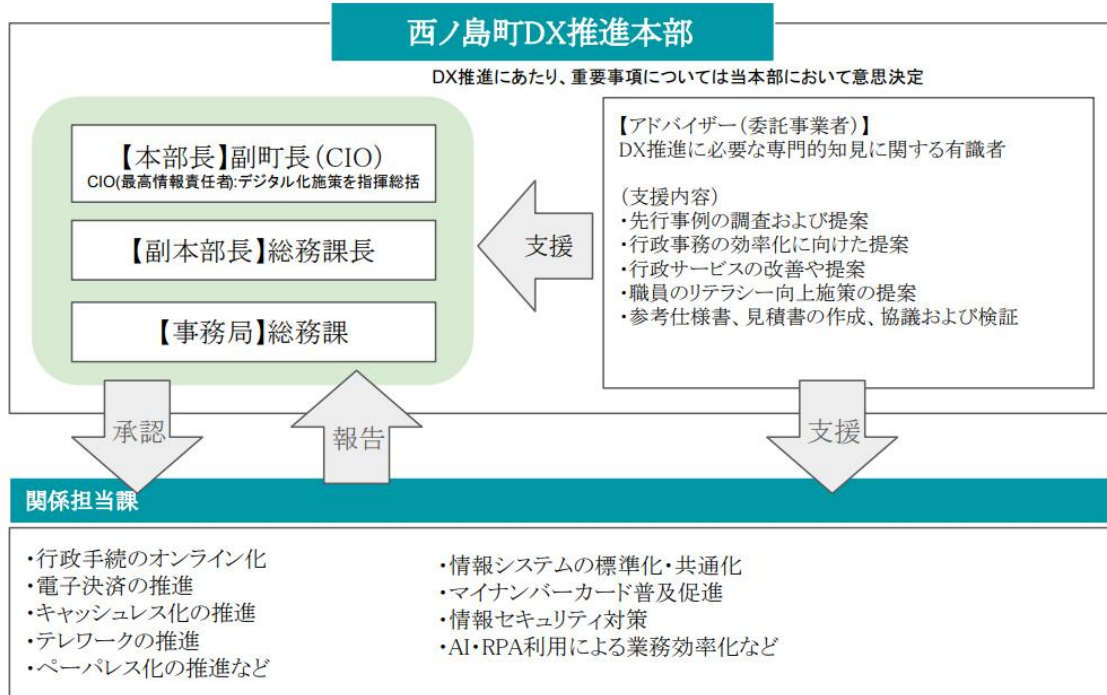 西ノ島町DX推進本部
DX推進にあたり、重要事項については当本部において意思決定
【本部長】副町長(CIO)
CIO(最高情報責任者):デジタル化施策を指揮総括
【副本部長】総務課長
【事務局】総務課
支援
【アドバイザー(委託事業者)】
DX推進に必要な専門的知見に関する有識者
(支援内容)
・先行事例の調査および提案
・行政事務の効率化に向けた提案
・行政サービスの改善や提案
・職員のリテラシー向上施策の提案
・参考仕様書、見積書の作成、協議および検証
承認
報告
支援
関係担当課
・行政手続のオンライン化
・電子決済の推進
・キャッシュレス化の推進
・テレワークの推進
・ペーパレス化の推進など
・情報システムの標準化・共通化
・マイナンバーカード普及促進
・情報セキュリティ対策
・AI・RPA利用による業務効率化など